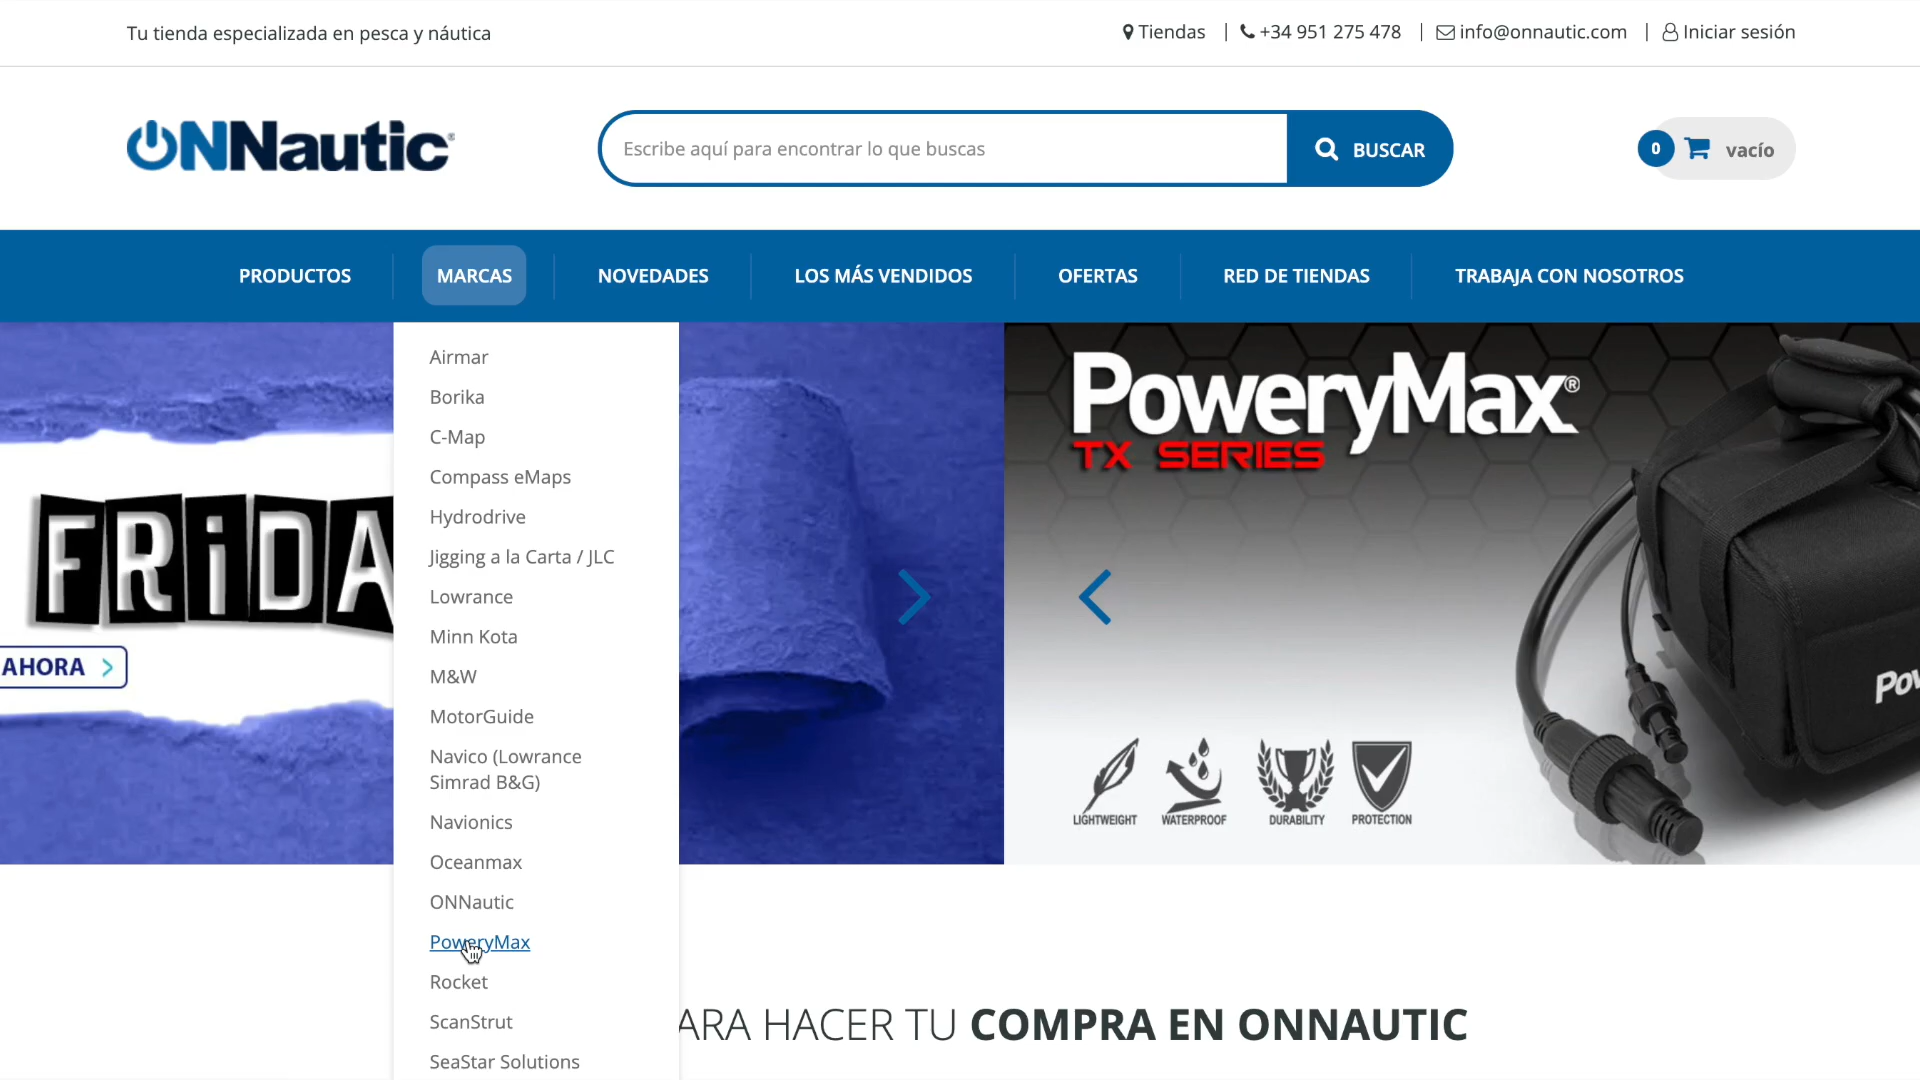 Tu tienda especializada en pesca y náutica
Tiendas
+34 951 275 478
info@onnautic.com
Iniciar sesión
ONNautic
Escribe aquí para encontrar lo que buscas
BUSCAR
0
vacío
PRODUCTOS
MARCAS
NOVEDADES
LOS MÁS VENDIDOS
OFERTAS
RED DE TIENDAS
TRABAJA CON NOSOTROS
Airmar
Borika
C-Map
Compass eMaps
Hydrodrive
Jigging a la Carta / JLC
Lowrance
Minn Kota
M&W
MotorGuide
Navico (Lowrance
Simrad B&G)
Navionics
Oceanmax
ONNautic
PoweryMax
Rocket
ScanStrut
SeaStar Solutions
FRiDA
AHORA
PoweryMax®
TX SERIES
LIGHTWEIGHT
WATERPROOF
DURABILITY
PROTECTION
Pow
ARA HACER TU COMPRA EN ONNAUTIC